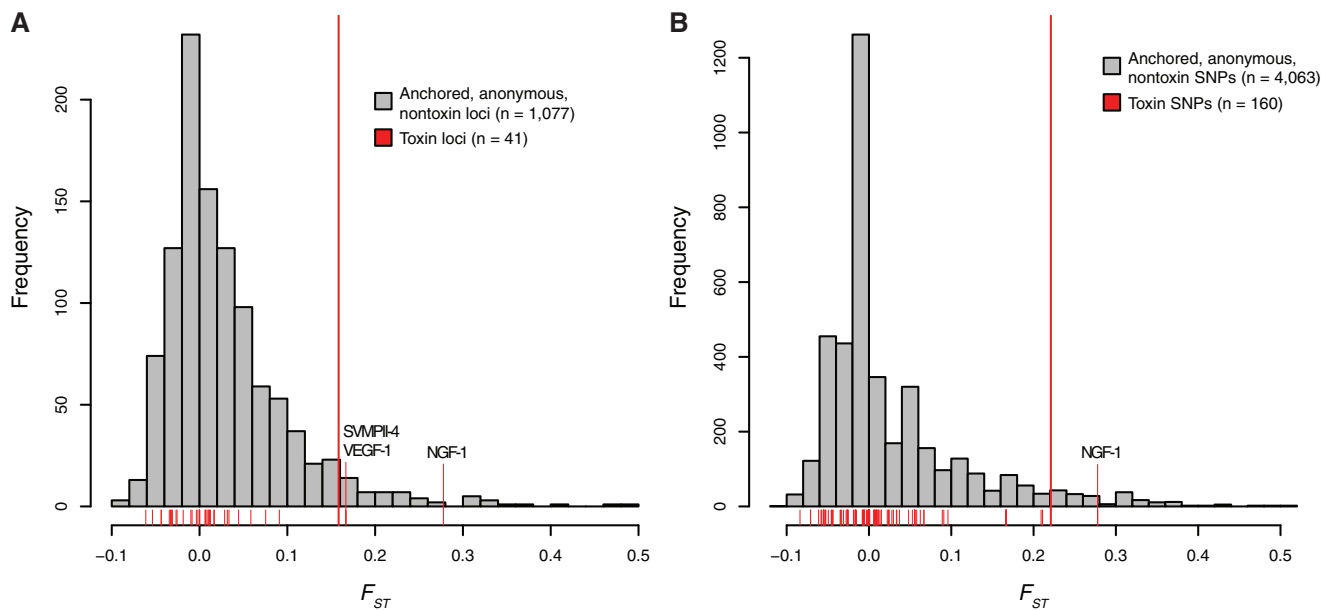 A
Frequency
200
150
100
50
0
Anchored, anonymous,
nontoxin loci (n = 1,077)
Toxin loci (n = 41)
SVMPII-4
VEGF-1
NGF-1
−0.1 0.0 0.1 0.2 0.3 0.4 0.5
FST
B
Frequency
1200
1000
800
600
400
200
0
Anchored, anonymous,
nontoxin SNPs (n = 4,063)
Toxin SNPs (n = 160)
NGF-1
−0.1 0.0 0.1 0.2 0.3 0.4 0.5
FST